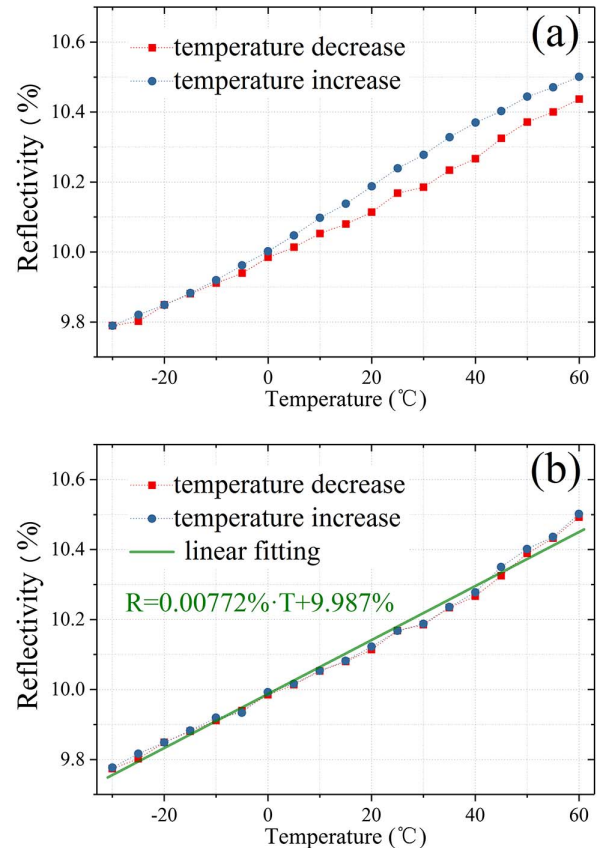 (a)
temperature decrease
temperature increase
10.6
10.4
10.2
10.0
9.8
Reflectivity (%)
-20 0 20 40 60
Temperature (℃)
(b)
temperature decrease
temperature increase
linear fitting
R=0.00772%·T+9.987%
10.6
10.4
10.2
10.0
9.8
Reflectivity (%)
-20 0 20 40 60
Temperature (℃)